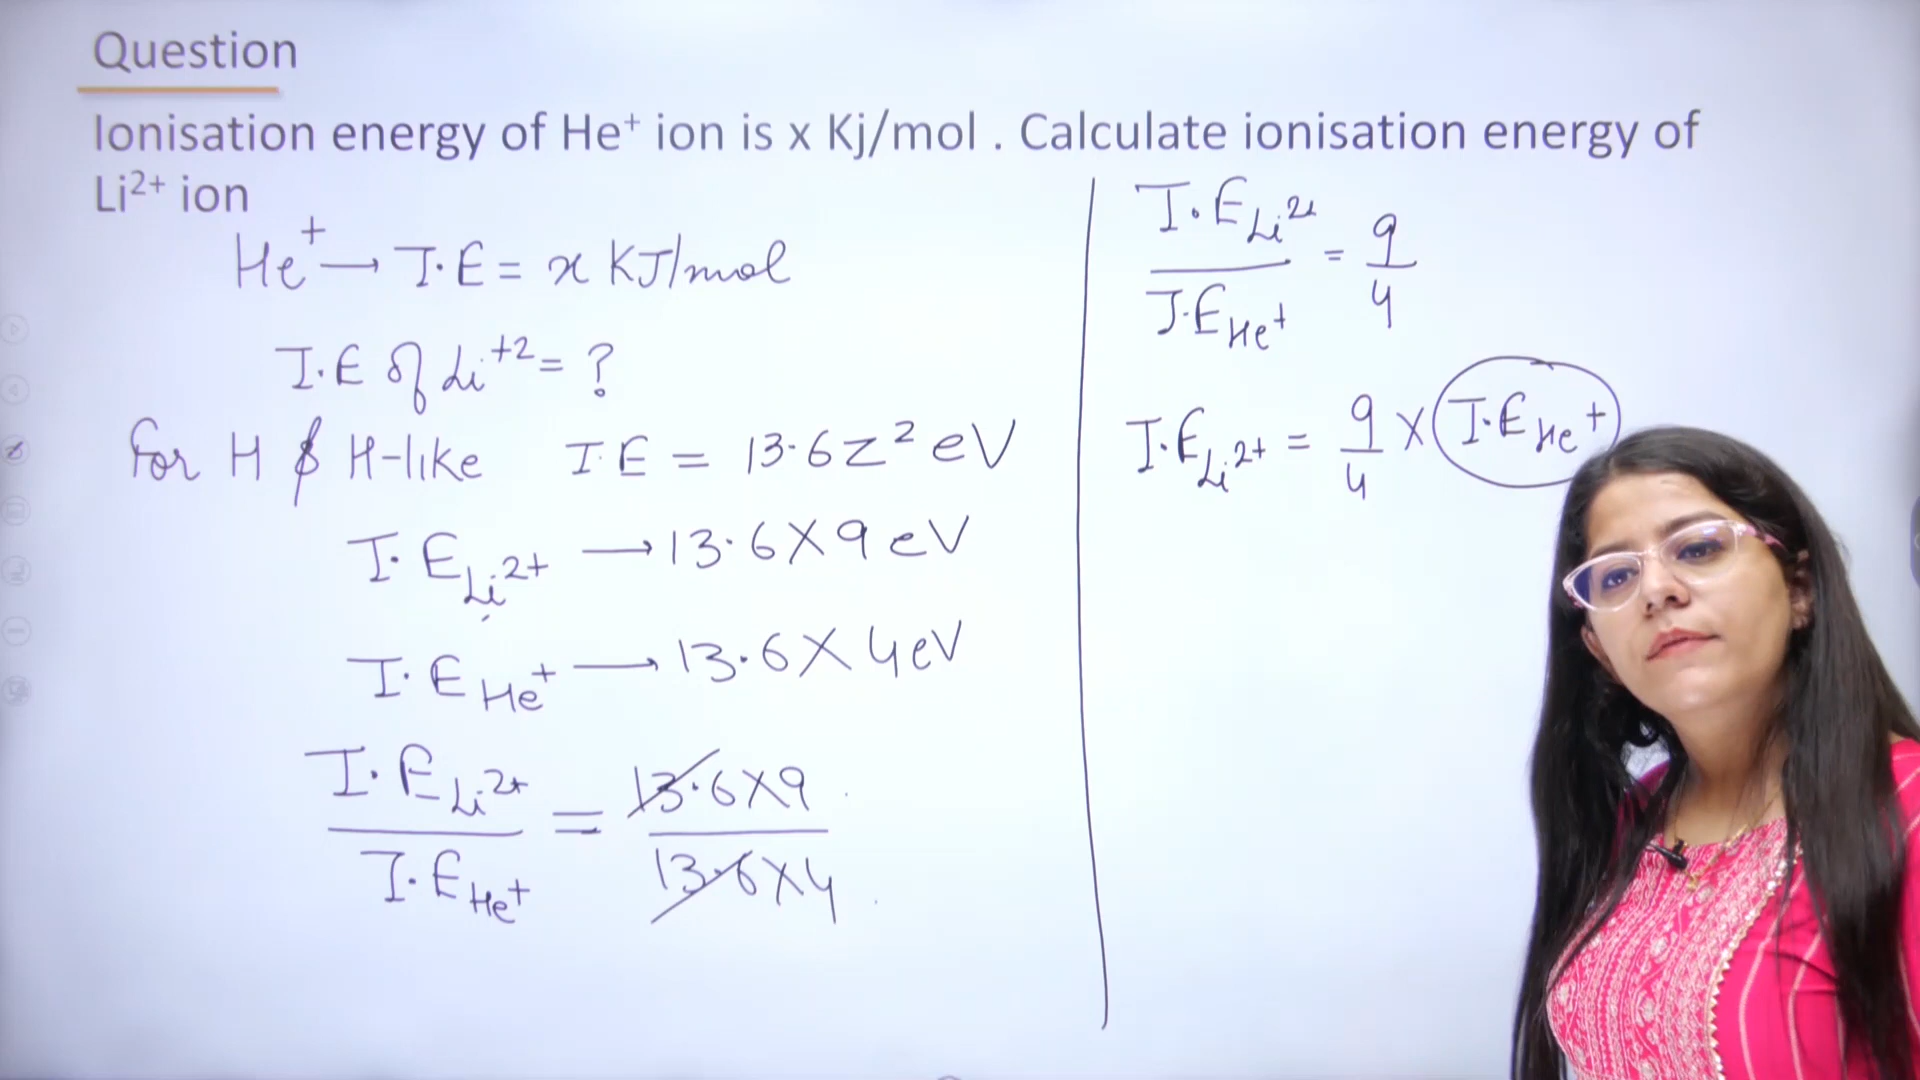 Question
Ionisation energy of He⁺ ion is x Kj/mol . Calculate ionisation energy of
Li²⁺ ion
He⁺ → I.E = x KJ/mol
I.E of Li⁺² = ?
For H & H-like I E = 13.6 Z² eV
I.E Li²⁺ → 13.6 X 9 eV
I.E He⁺ → 13.6 X 4 eV
I.E Li²⁺ / I.E He⁺ = 13.6 X 9 / 13.6 X 4
I.E Li²⁺ / I.E He⁺ = 9 / 4
I.E Li²⁺ = 9/4 X I.E He⁺